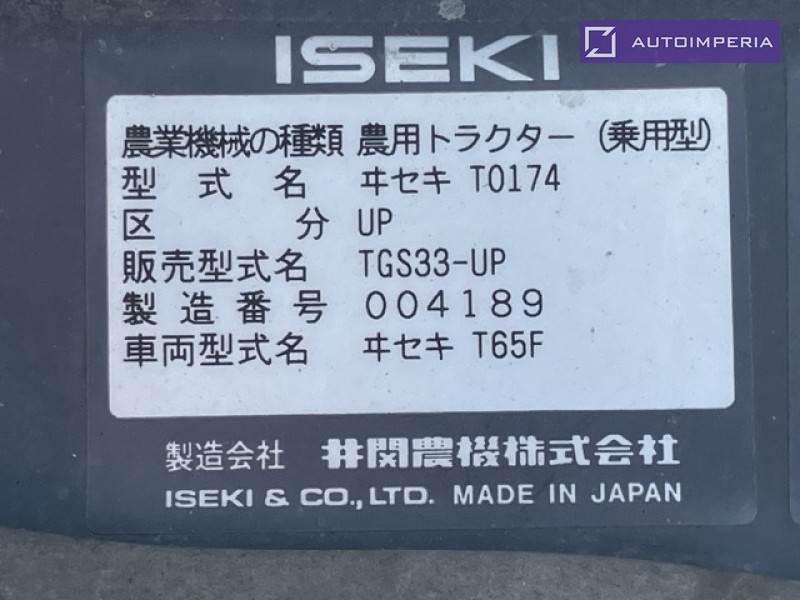 AUTOIMPERIA
ISEKI
農業機械の種類 農用トラクター (乗用型)
型式名 ヰセキ T0174
区分 UP
販売型式名 TGS33-UP
製造番号 004189
車両型式名 ヰセキ T65F
製造会社 井関農機株式会社
ISEKI & CO., LTD. MADE IN JAPAN